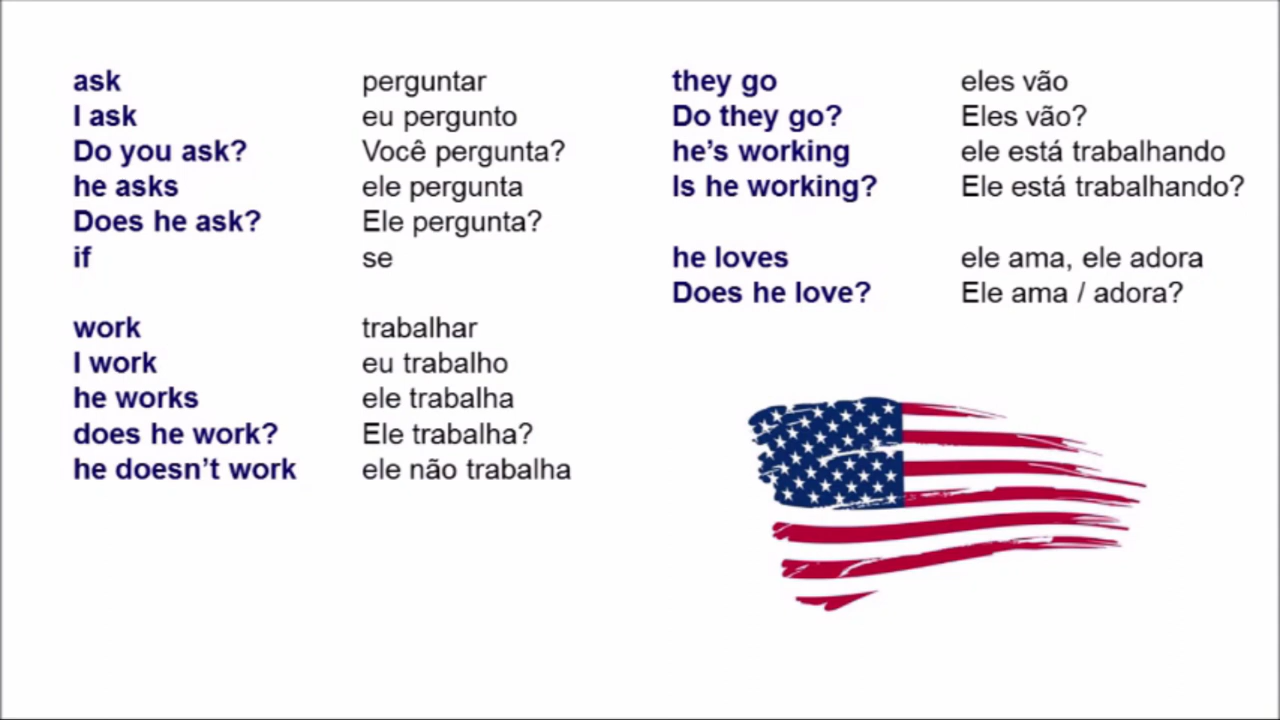 ask perguntar
I ask eu pergunto
Do you ask? Você pergunta?
he asks ele pergunta
Does he ask? Ele pergunta?
if se
work trabalhar
I work eu trabalho
he works ele trabalha
does he work? Ele trabalha?
he doesn’t work ele não trabalha
they go eles vão
Do they go? Eles vão?
he’s working ele está trabalhando
Is he working? Ele está trabalhando?
he loves ele ama, ele adora
Does he love? Ele ama / adora?